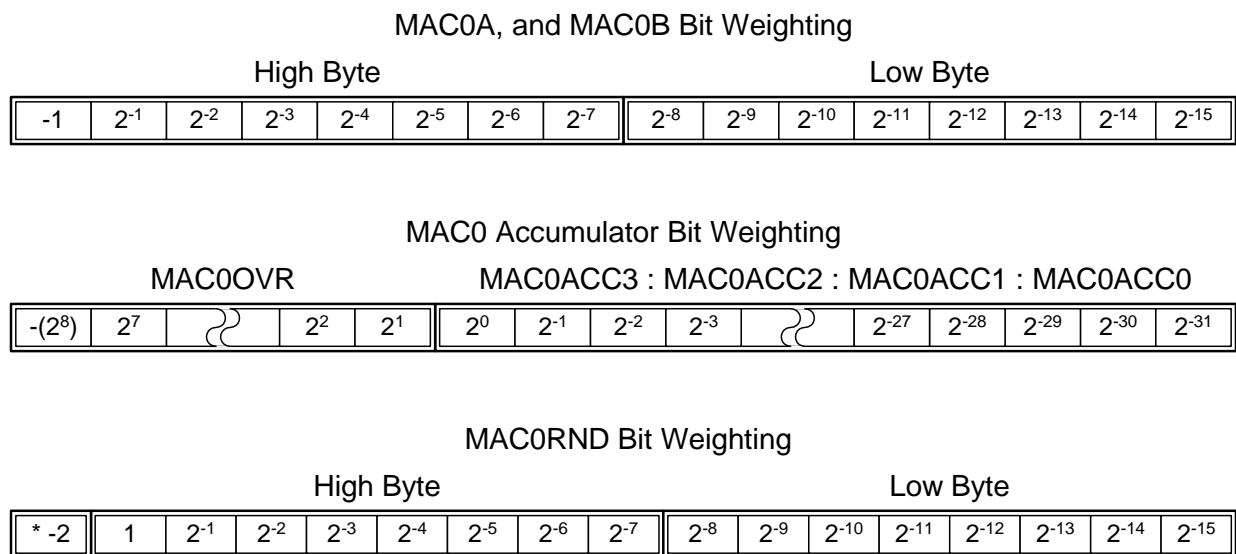 MAC0A, and MAC0B Bit Weighting
High Byte Low Byte
-1 2⁻¹ 2⁻² 2⁻³ 2⁻⁴ 2⁻⁵ 2⁻⁶ 2⁻⁷ 2⁻⁸ 2⁻⁹ 2⁻¹⁰ 2⁻¹¹ 2⁻¹² 2⁻¹³ 2⁻¹⁴ 2⁻¹⁵
MAC0 Accumulator Bit Weighting
MAC0OVR MAC0ACC3 : MAC0ACC2 : MAC0ACC1 : MAC0ACC0
-(2⁸) 2⁷ 2² 2¹ 2⁰ 2⁻¹ 2⁻² 2⁻³ 2⁻²⁷ 2⁻²⁸ 2⁻²⁹ 2⁻³⁰ 2⁻³¹
MAC0RND Bit Weighting
High Byte Low Byte
* -2 1 2⁻¹ 2⁻² 2⁻³ 2⁻⁴ 2⁻⁵ 2⁻⁶ 2⁻⁷ 2⁻⁸ 2⁻⁹ 2⁻¹⁰ 2⁻¹¹ 2⁻¹² 2⁻¹³ 2⁻¹⁴ 2⁻¹⁵